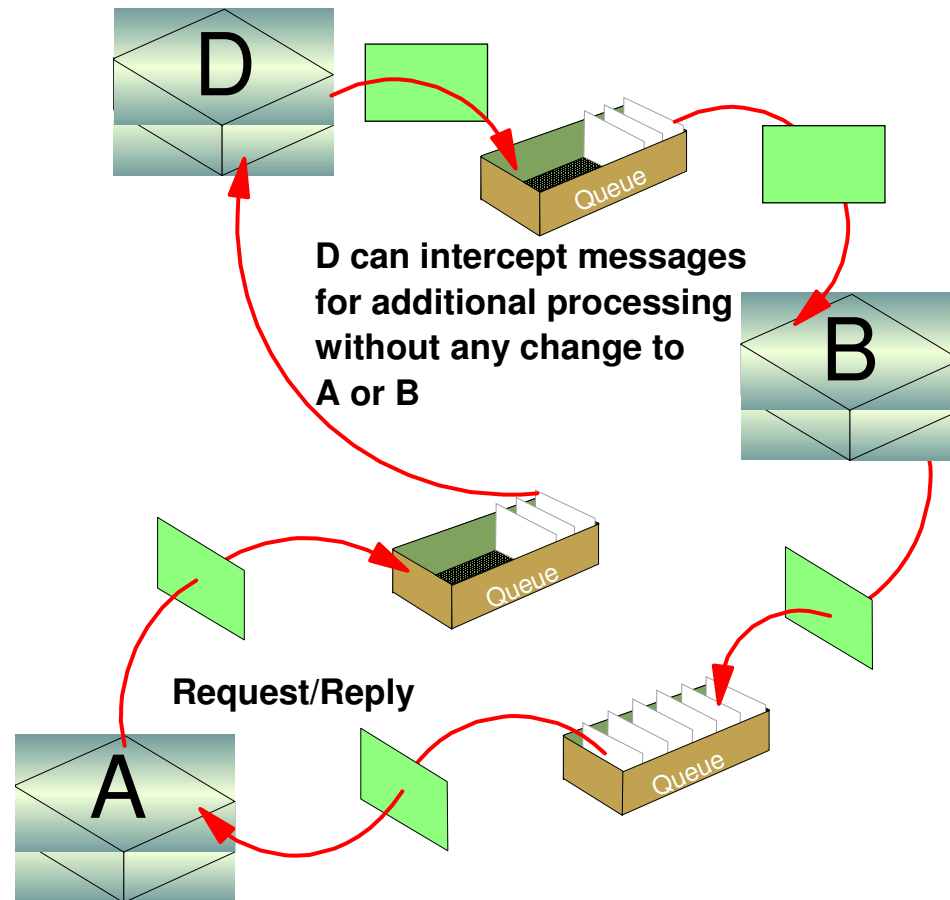 D
Queue
D can intercept messages
for additional processing
without any change to
A or B
B
Queue
Request/Reply
Queue
A